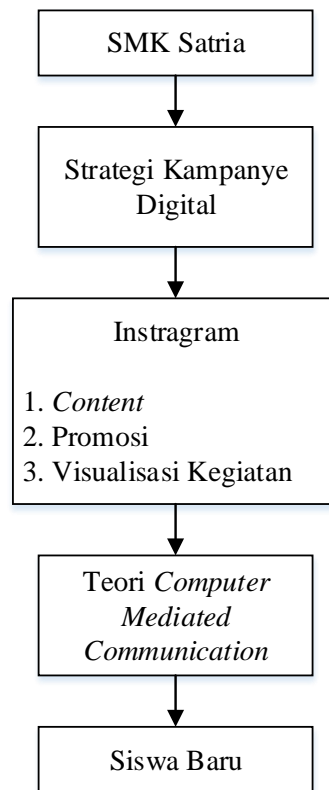 SMK Satria
Strategi Kampanye
Digital
Instragram
1. Content
2. Promosi
3. Visualisasi Kegiatan
Teori Computer
Mediated
Communication
Siswa Baru